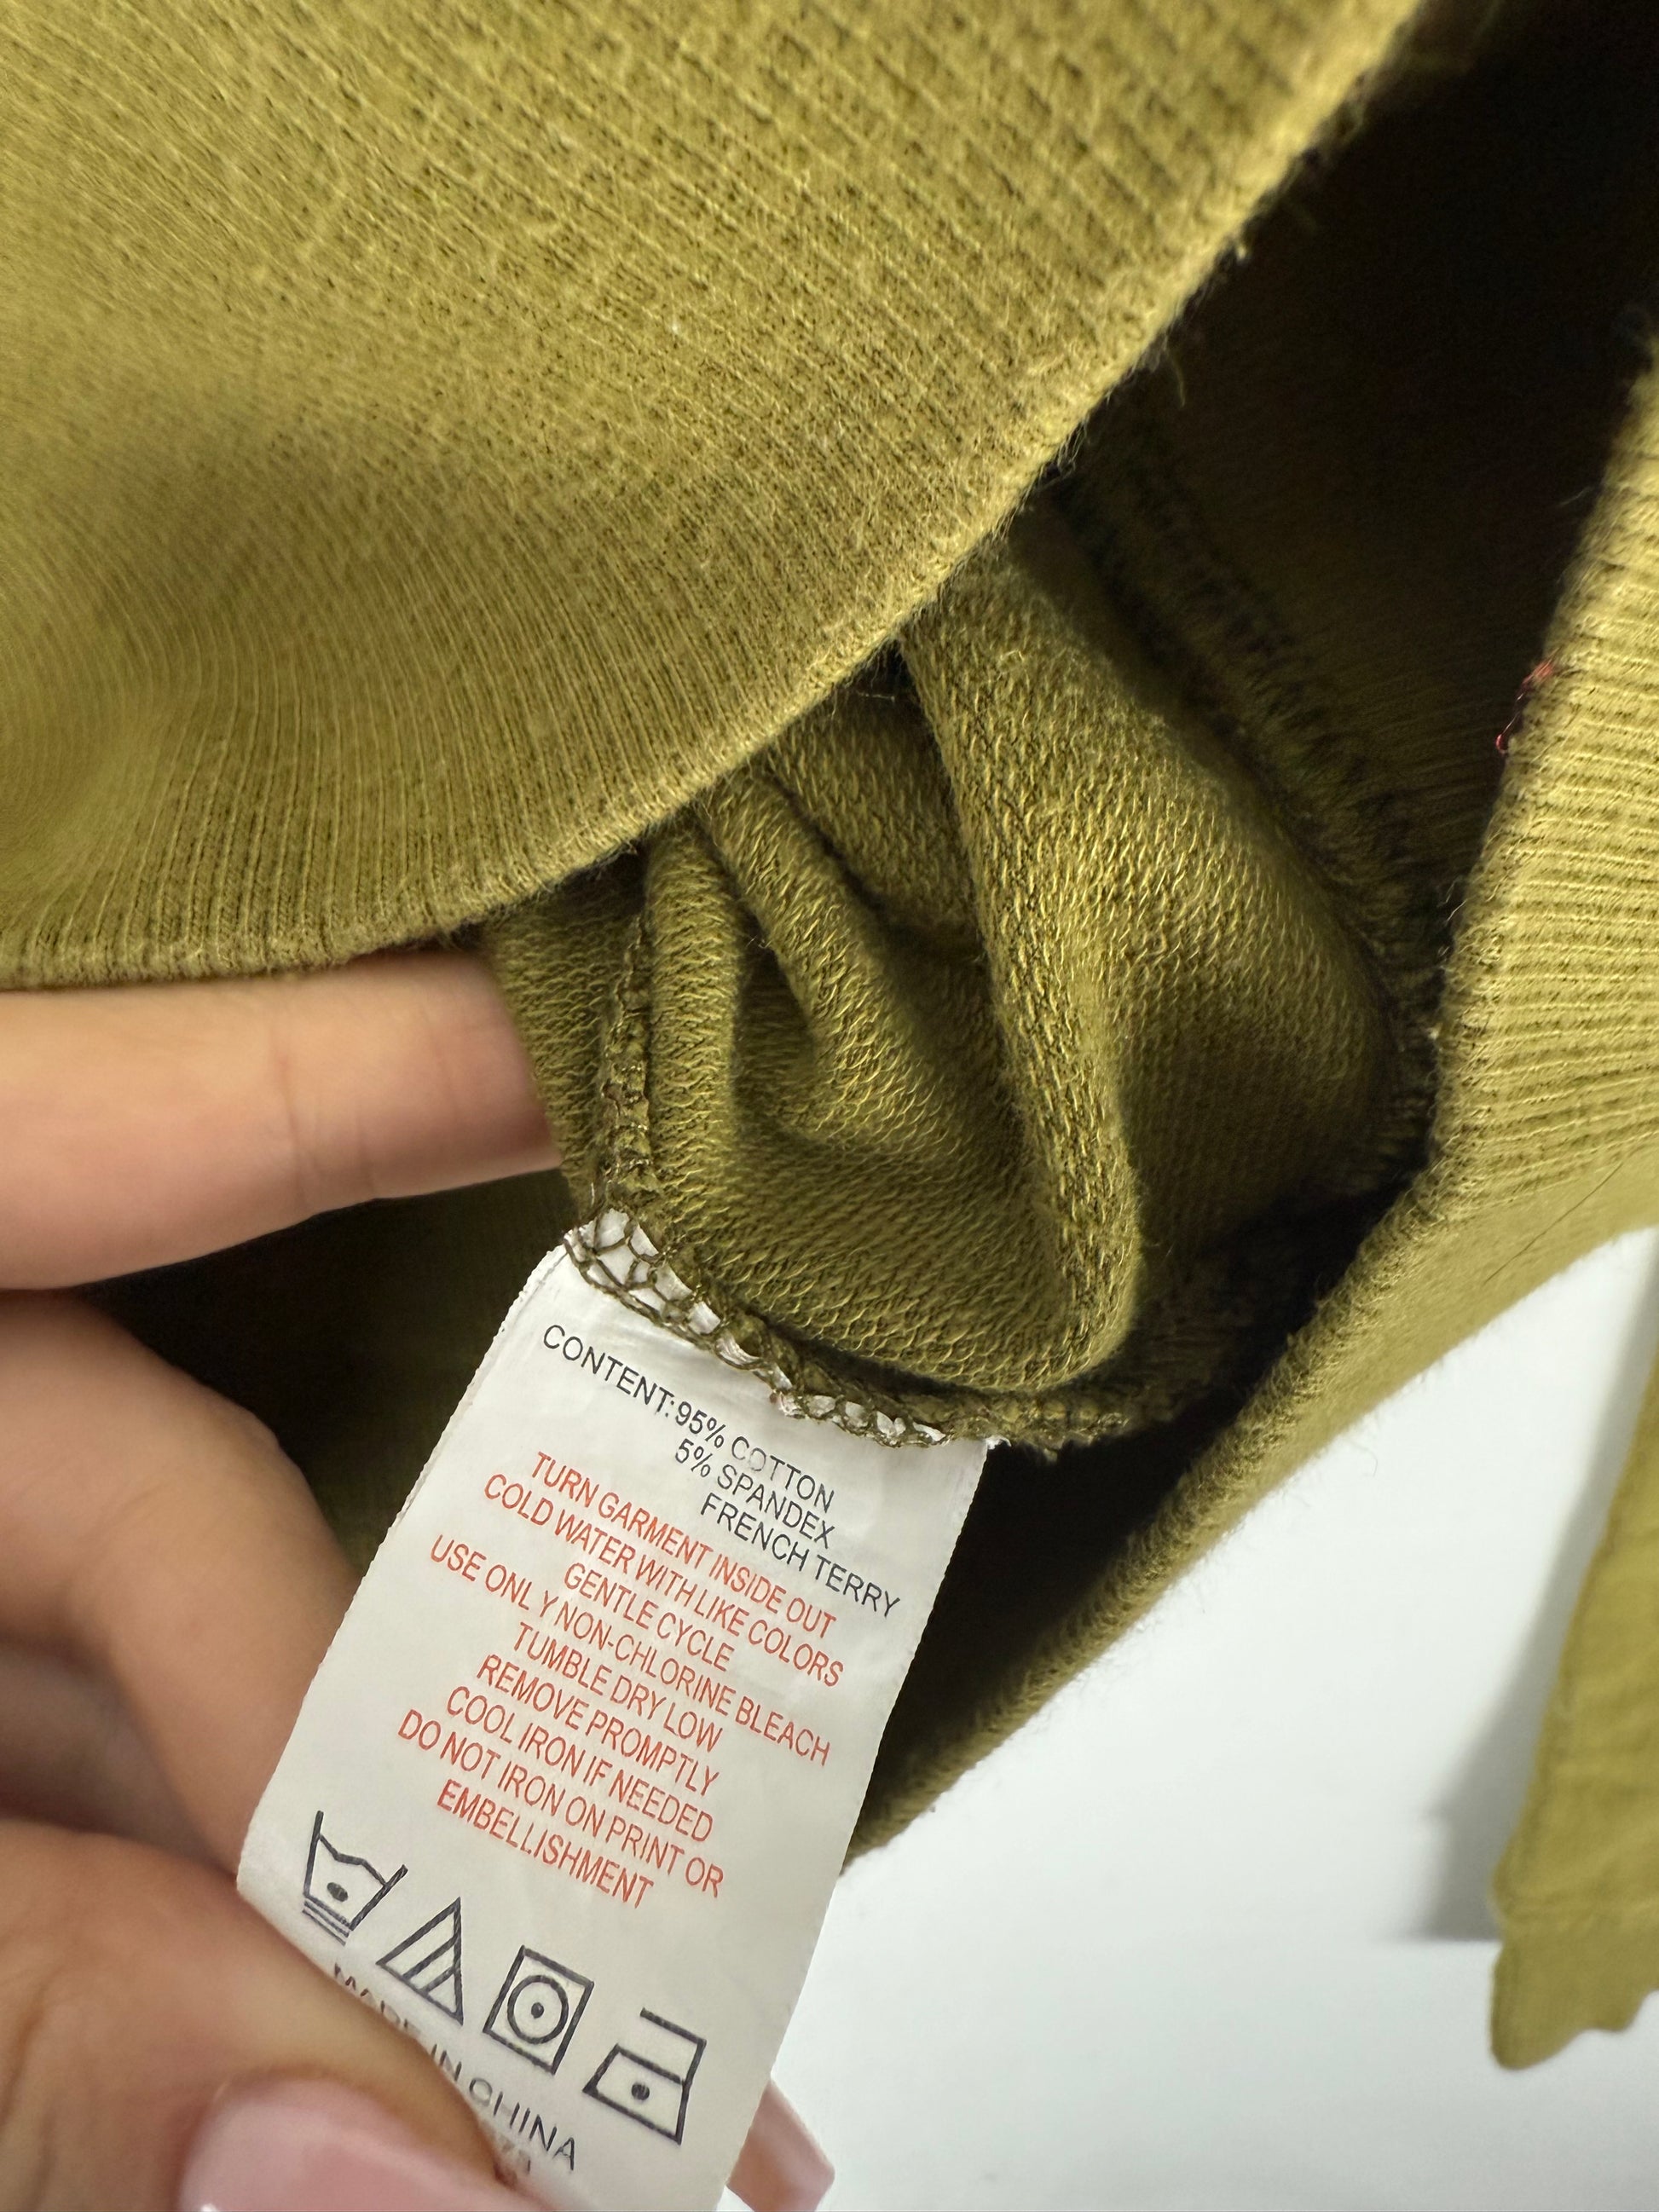 CONTENT:95% COTTON
5% SPANDEX
FRENCH TERRY
TURN GARMENT INSIDE OUT
COLD WATER WITH LIKE COLORS
GENTLE CYCLE
USE ONLY NON-CHLORINE BLEACH
TUMBLE DRY LOW
REMOVE PROMPTLY
COOL IRON IF NEEDED
DO NOT IRON ON PRINT OR
EMBELLISHMENT
MADE IN CHINA